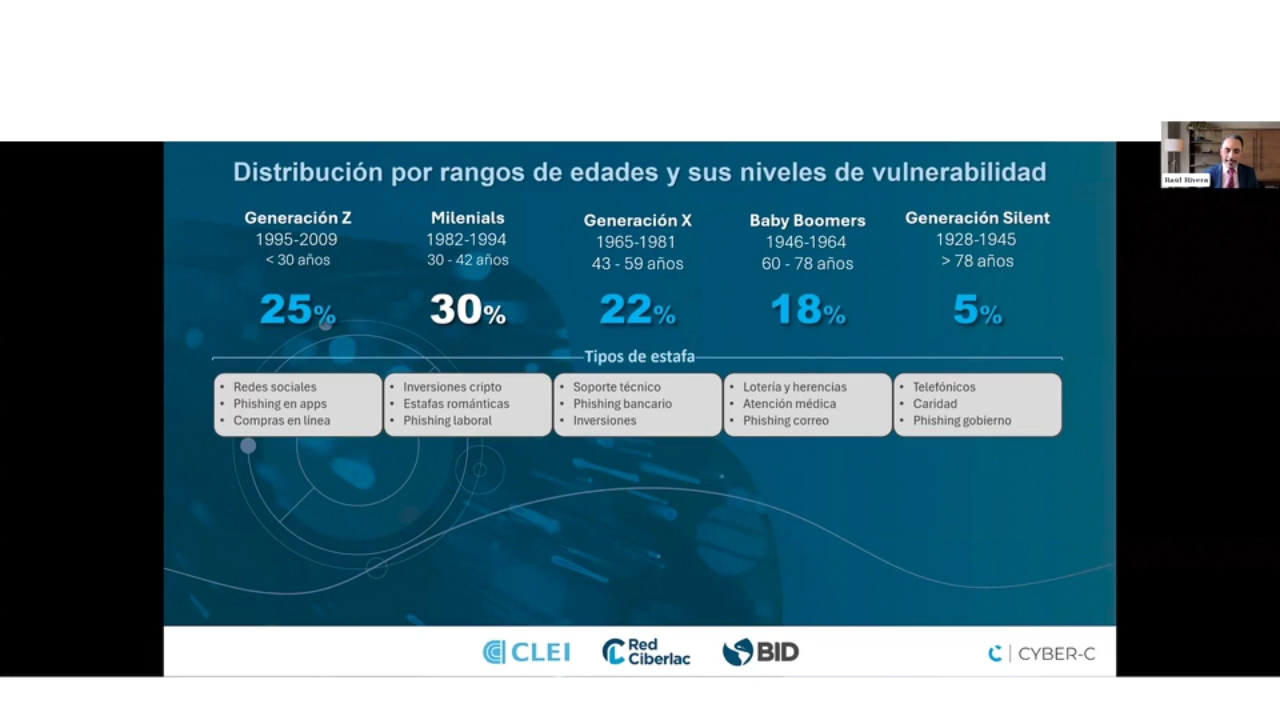 Distribución por rangos de edades y sus niveles de vulnerabilidad
Generación Z
1995-2009
< 30 años
25%
Milenials
1982-1994
30 - 42 años
30%
Generación X
1965-1981
43 - 59 años
22%
Baby Boomers
1946-1964
60 - 78 años
18%
Generación Silent
1928-1945
> 78 años
5%
Tipos de estafa
• Redes sociales
• Phishing en apps
• Compras en línea
• Inversiones cripto
• Estafas románticas
• Phishing laboral
• Soporte técnico
• Phishing bancario
• Inversiones
• Lotería y herencias
• Atención médica
• Phishing correo
• Telefónicos
• Caridad
• Phishing gobierno
CLEI
Red
Ciberlac
BID
CYBER-C
Raúl Rivera